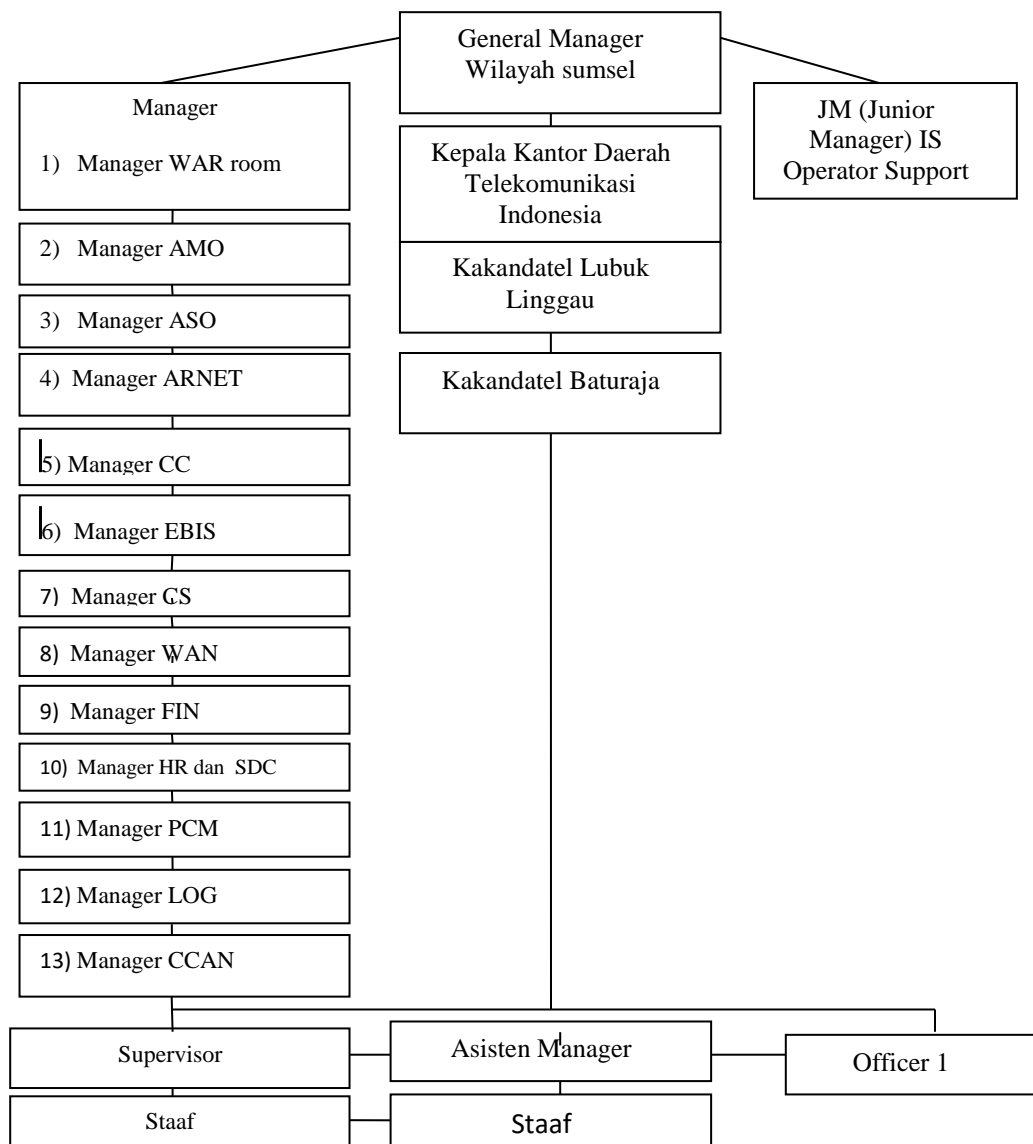 General Manager
Wilayah sumsel
Manager
1) Manager WAR room
2) Manager AMO
3) Manager ASO
4) Manager ARNET
5) Manager CC
6) Manager EBIS
7) Manager CS
8) Manager WAN
9) Manager FIN
10) Manager HR dan SDC
11) Manager PCM
12) Manager LOG
13) Manager CCAN
Kepala Kantor Daerah
Telekomunikasi
Indonesia
Kakandatel Lubuk
Linggau
Kakandatel Baturaja
JM (Junior
Manager) IS
Operator Support
Supervisor
Asisten Manager
Officer 1
Staaf
Staaf